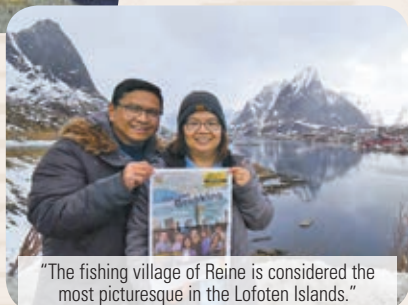 "The fishing village of Reine is considered the
most picturesque in the Lofoten Islands."